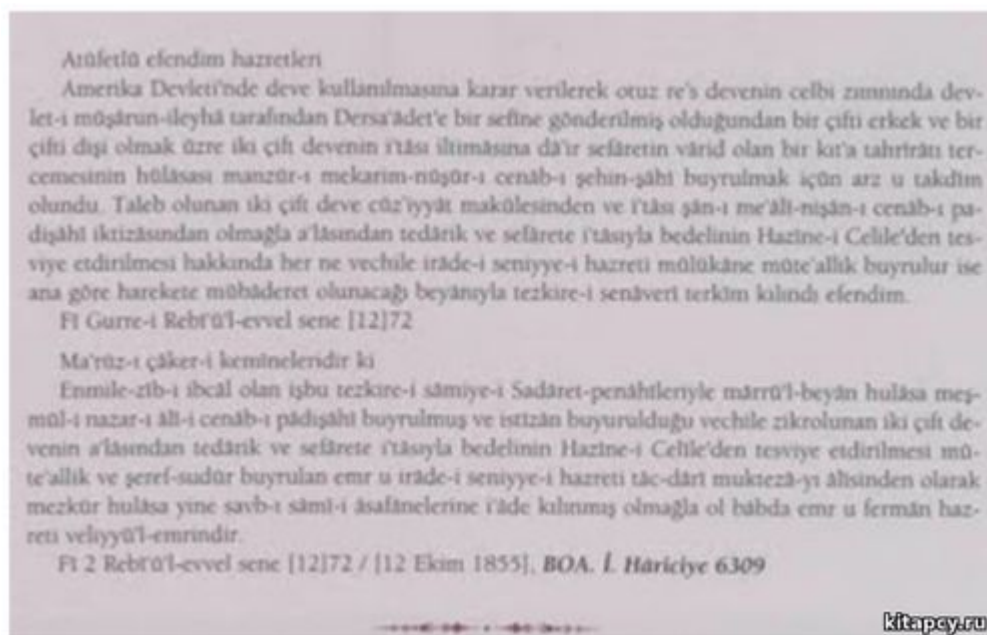 Atûfetlü efendim hazretleri
Amerika Devleti'nde deve kullanılmasına karar verilerek otuz re's devenin celbi zımnında dev-
let-i müşârun-ileyhâ tarafından Dersa'âdet'e bir sefîne gönderilmiş olduğundan bir çifti erkek ve bir
çifti dişi olmak üzre iki çift devenin i'tâsı iltimâsına dâ'ir sefâretin vârid olan bir kıt'a tahrîrâtı ter-
cemesinin hülâsası manzûr-ı mekarim-nüşûr-ı cenâb-ı şehin-şâhî buyrulmak içün arz u takdîm
olundu. Taleb olunan iki çift deve cüz'iyyât makûlesinden ve i'tâsı şân-ı me'âli-nişân-ı cenâb-ı pa-
dişâhî iktizâsından olmağla a'lâsından tedârik ve sefârete i'tâsıyla bedelinin Hazîne-i Celîle'den tes-
viye etdirilmesi hakkında her ne vechile irâde-i seniyye-i hazreti mülûkâne müte'allik buyrulur ise
ana göre harekete mübâderet olunacağı beyânıyla tezkire-i senâverî terkîm kılındı efendim.
Fî Gurre-i Rebî'ü'l-evvel sene [12]72
Ma'rûz-ı çâker-i kemîneleridir ki
Enmile-zîb-i ibcâl olan işbu tezkire-i sâmiye-i Sadâret-penâhîleriyle mârrü'l-beyân hulâsa meş-
mûl-i nazar-ı âlî-i cenâb-ı pâdişâhî buyrulmuş ve istîzân buyurulduğu vechile zikrolunan iki çift de-
venin a'lâsından tedârik ve sefârete i'tâsıyla bedelinin Hazîne-i Celîle'den tesviye etdirilmesi mü-
te'allik ve şeref-sudûr buyrulan emr u irâde-i seniyye-i hazreti tâc-dârî muktezâ-yı âlîsinden olarak
mezkûr hulâsa yine savb-ı sâmî-i âsafânelerine i'âde kılınmış olmağla ol bâbda emr u fermân haz-
reti veliyyü'l-emrindir.
Fî 2 Rebî'ü'l-evvel sene [12]72 / [12 Ekim 1855], BOA. İ. Hâriciye 6309
kitapcy.ru